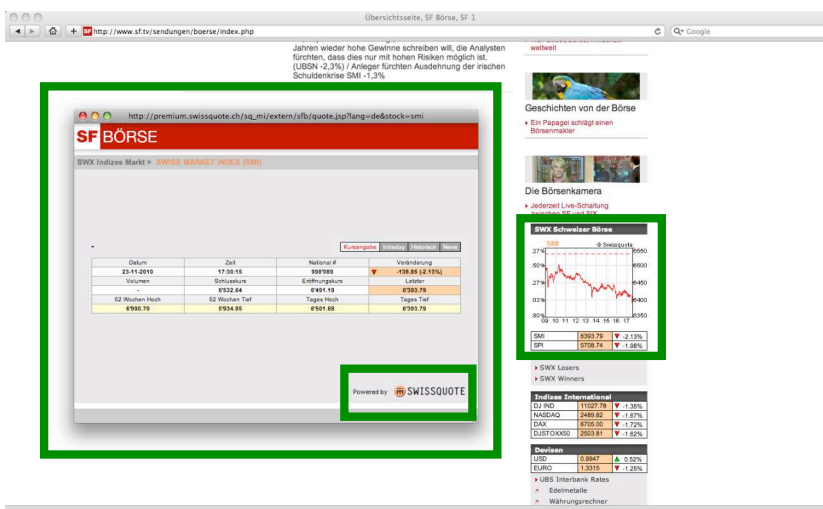 Übersichtsseite, SF Börse, SF 1
http://www.sf.tv/sendungen/boerse/index.php
Google
Jahren wieder hohe Gewinne schreiben will, die Analysten
fürchten, dass dies nur mit hohen Risiken möglich ist.
(UBSN -2,3%) / Anleger fürchten Ausdehnung der irischen
Schuldenkrise SMI -1,3%
weltweit
Geschichten von der Börse
Ein Papagei schlägt einen
Börsenmakler
Die Börsenkamera
Jederzeit Live-Schaltung
zwischen SF und SIX
http://premium.swissquote.ch/sq_mi/extern/sfb/quote.jsp?lang=de&stock=smi
SF BÖRSE
SWX Indizes Markt > SWISS MARKET INDEX (SMI)
-
Kursangabe Intraday Historisch News
Datum Zeit National # Veränderung
23-11-2010 17:30:15 998'089 -138.85 (-2.13%)
Volumen Schlusskurs Eröffnungskurs Letzter
- 6'532.64 6'491.19 6'393.79
52 Wochen Hoch 52 Wochen Tief Tages Hoch Tages Tief
6'990.70 5'934.95 6'501.68 6'393.79
Powered by SWISSQUOTE
SWX Schweizer Börse
SMI © Swissquote
6550
6500
6450
6400
6350
09 10 11 12 13 14 15 16 17
SMI 6393.79 -2.13%
SPI 5708.74 -1.98%
SWX Losers
SWX Winners
Indizes International
DJ IND 11027.78 -1.35%
NASDAQ 2489.82 -1.67%
DAX 6705.00 -1.72%
DJSTOXX50 2503.81 -1.62%
Devisen
USD 0.9947 0.52%
EURO 1.3315 -1.25%
UBS Interbank Rates
Edelmetalle
Währungsrechner